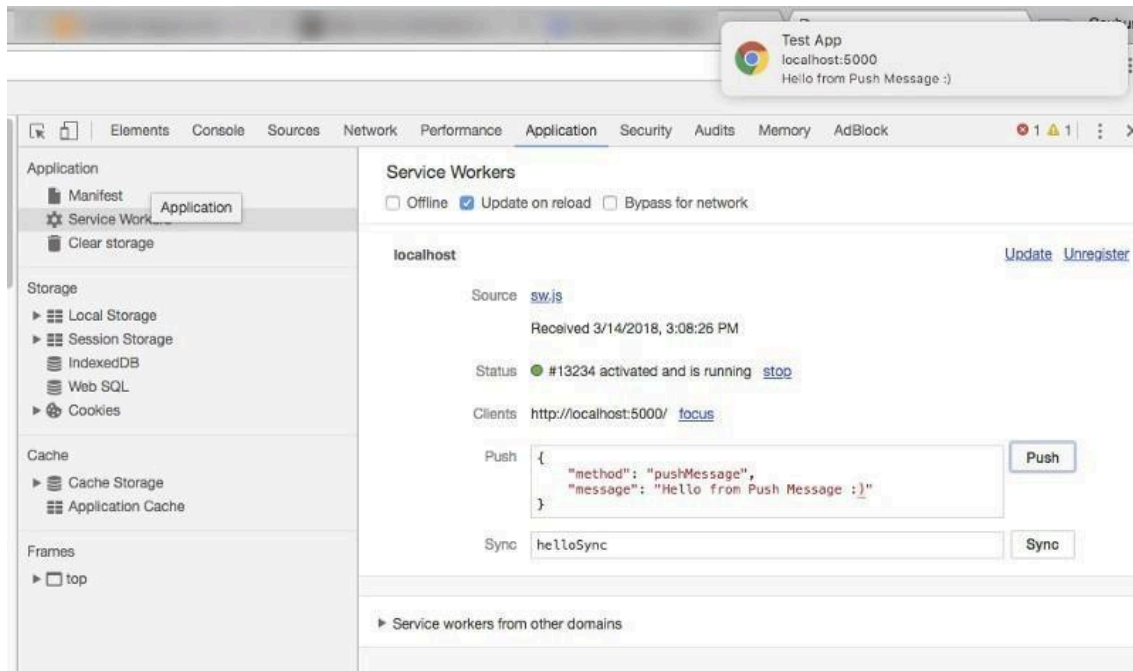 Test App
localhost:5000
Hello from Push Message :)
Elements Console Sources Network Performance Application Security Audits Memory AdBlock 1 1
Application
Manifest
Application
Service Workers
Clear storage
Storage
Local Storage
Session Storage
IndexedDB
Web SQL
Cookies
Cache
Cache Storage
Application Cache
Frames
top
Service Workers
Offline Update on reload Bypass for network
localhost Update Unregister
Source sw.js
Received 3/14/2018, 3:08:26 PM
Status #13234 activated and is running stop
Clients http://localhost:5000/ focus
Push {
"method": "pushMessage",
"message": "Hello from Push Message :)"
}
Push
Sync helloSync Sync
Service workers from other domains